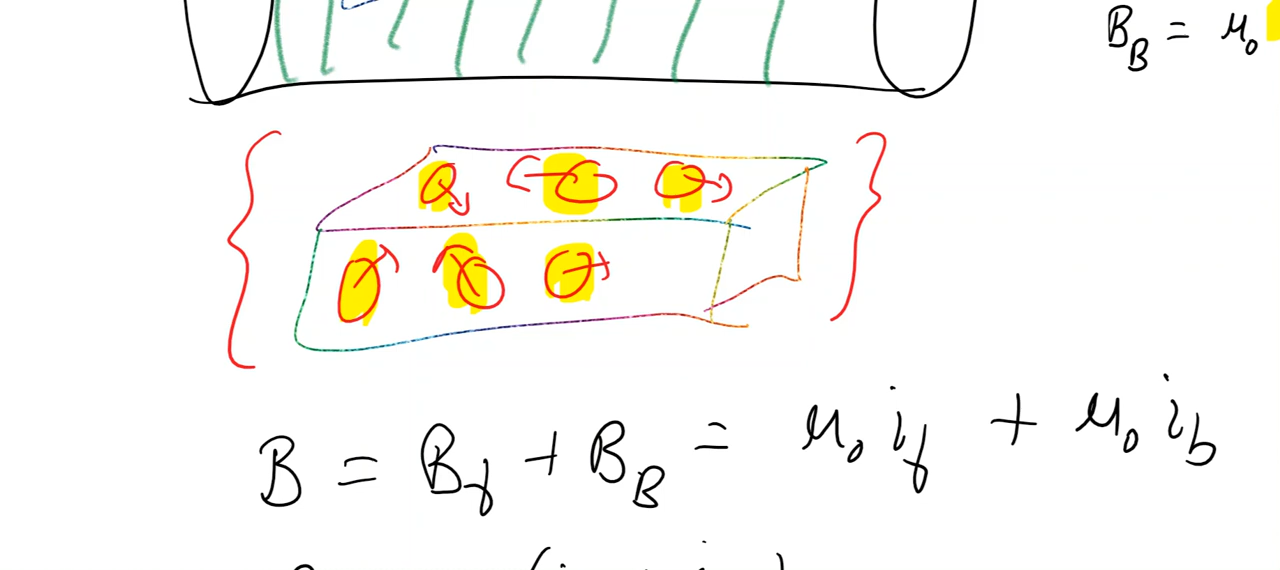 B_B = μ₀
B = B_f + B_B = μ₀ i_f + μ₀ i_b